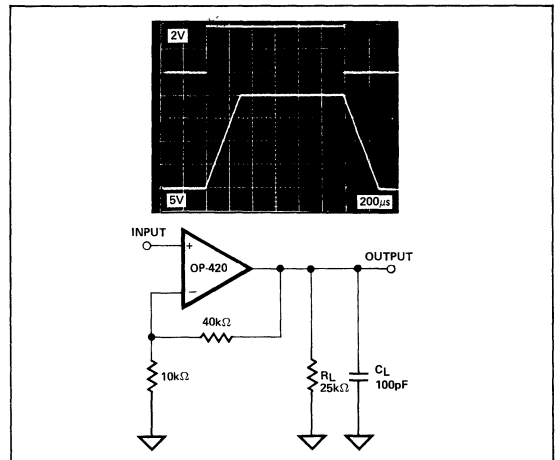 2V
5V 200µs
INPUT
+
OP-420
−
OUTPUT
40kΩ
10kΩ
RL
25kΩ
CL
100pF